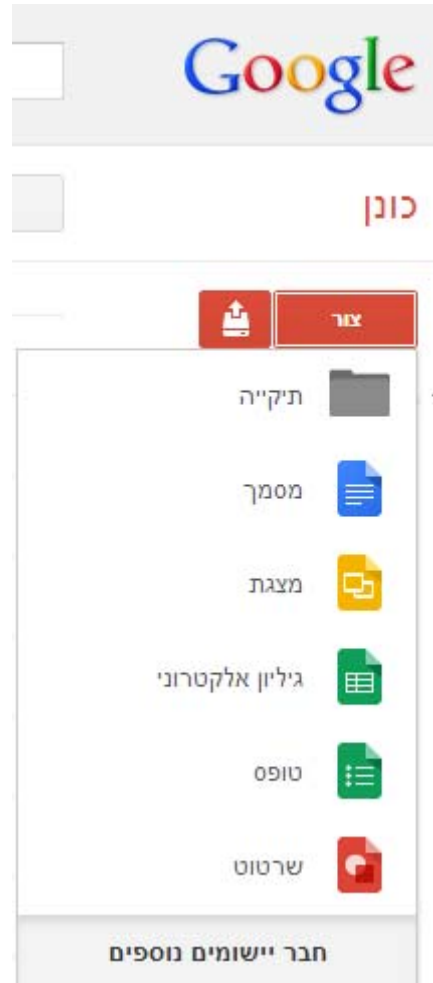 Google
כונן
צור
תיקייה
מסמך
מצגת
גיליון אלקטרוני
טופס
שרטוט
חבר יישומים נוספים